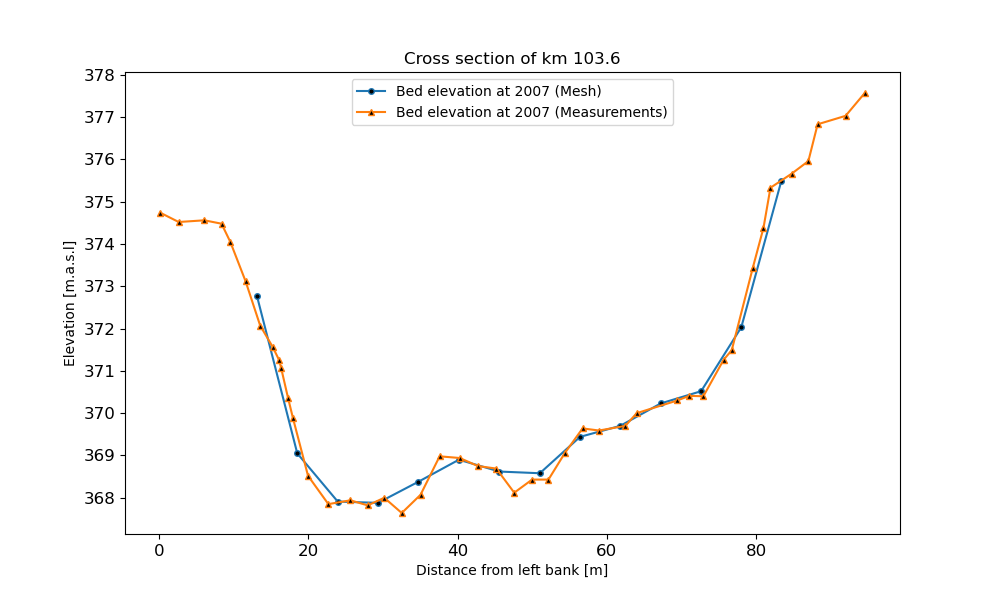 Cross section of km 103.6
Bed elevation at 2007 (Mesh)
Bed elevation at 2007 (Measurements)
Elevation [m.a.s.l]
378
377
376
375
374
373
372
371
370
369
368
0 20 40 60 80
Distance from left bank [m]